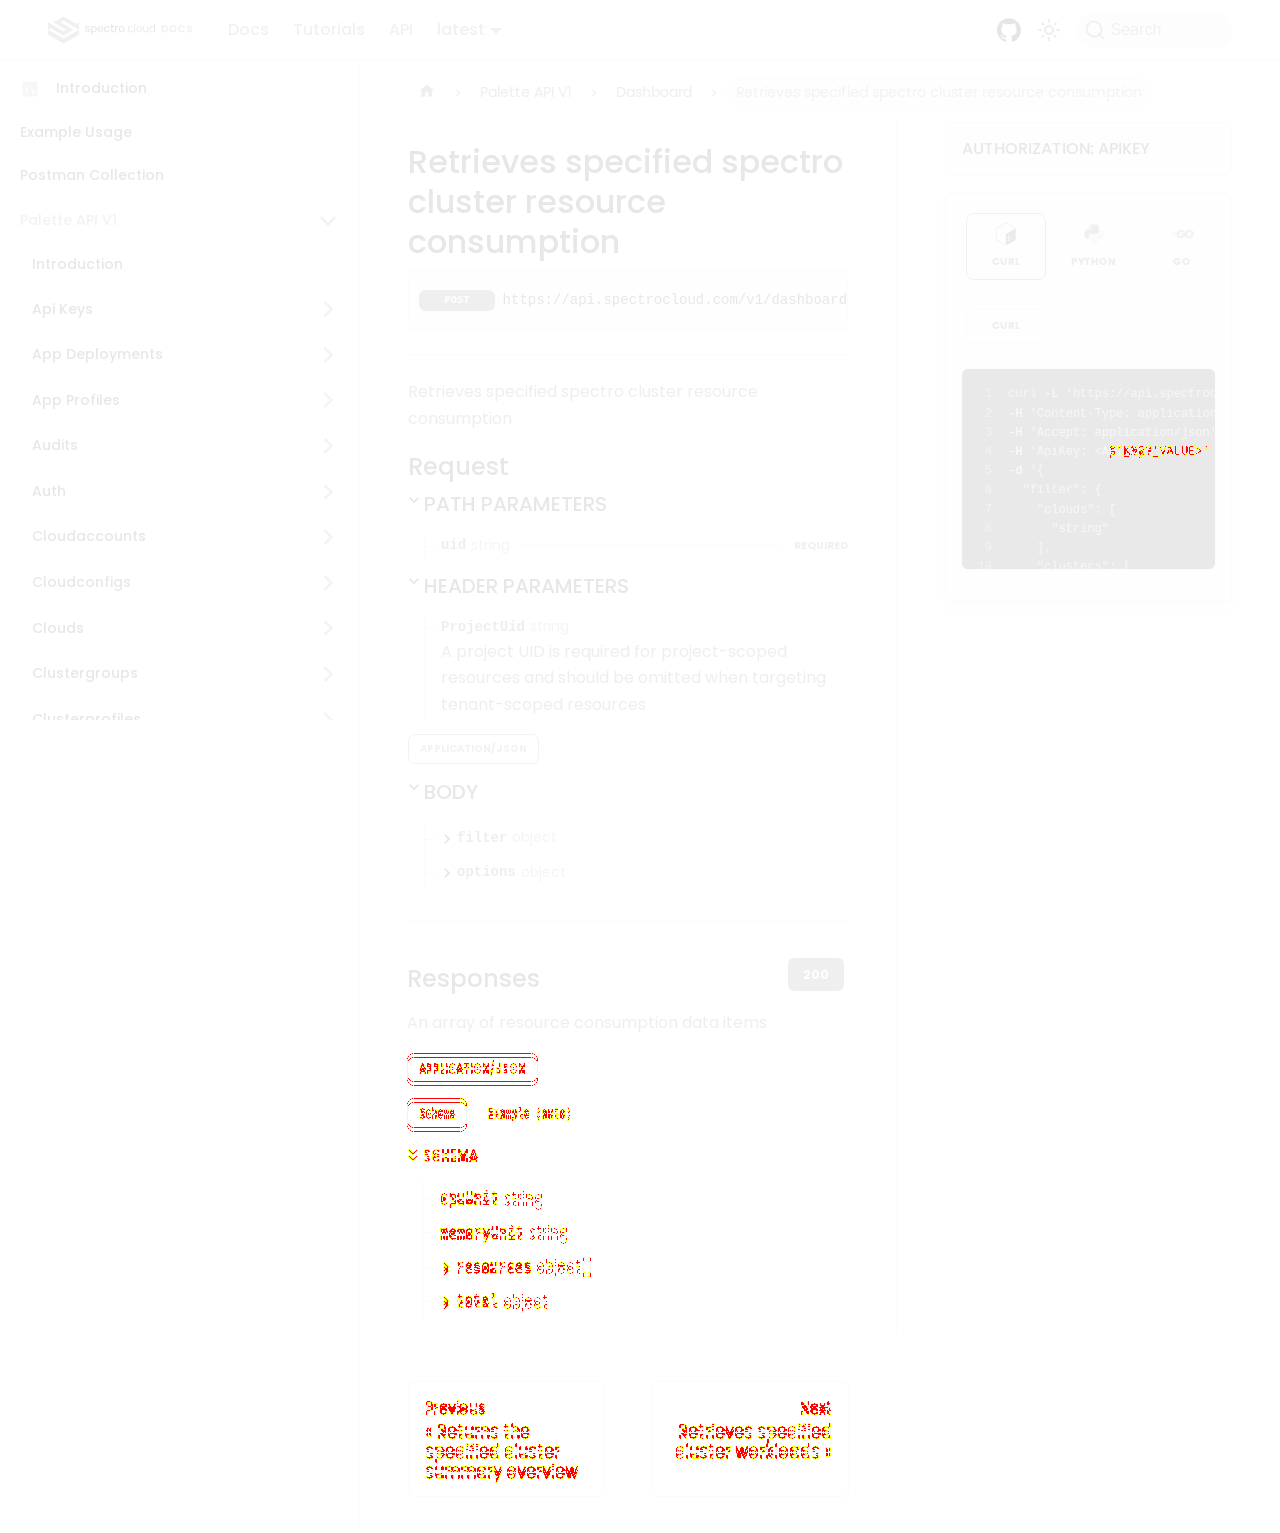 spectro cloud DOCS
Docs
Tutorials
API
latest
Search
Introduction
Example Usage
Postman Collection
Palette API V1
Introduction
Api Keys
App Deployments
App Profiles
Audits
Auth
Cloudaccounts
Cloudconfigs
Clouds
Clustergroups
Clusterprofiles
Palette API V1
Dashboard
Retrieves specified spectro cluster resource consumption
Retrieves specified spectro
cluster resource
consumption
POST https://api.spectrocloud.com/v1/dashboard
Retrieves specified spectro cluster resource
consumption
Request
PATH PARAMETERS
uid string REQUIRED
HEADER PARAMETERS
ProjectUid string
A project UID is required for project-scoped
resources and should be omitted when targeting
tenant-scoped resources
APPLICATION/JSON
BODY
filter object
options object
Responses
200
An array of resource consumption data items
APPLICATION/JSON
Schema
Example (auto)
SCHEMA
cpuUnit string
memoryUnit string
resources object[]
total object
Previous
« Returns the
specified cluster
summary overview
Next
Retrieves specified
cluster workloads »
AUTHORIZATION: APIKEY
CURL
PYTHON
GO
GO
CURL
1 curl -L 'https://api.spectroc
2 -H 'Content-Type: application
3 -H 'Accept: application/json'
4 -H 'ApiKey: <API_KEY_VALUE>'
5 -d '{
6 "filter": {
7 "clouds": [
8 "string"
9 ],
10 "clusters": [